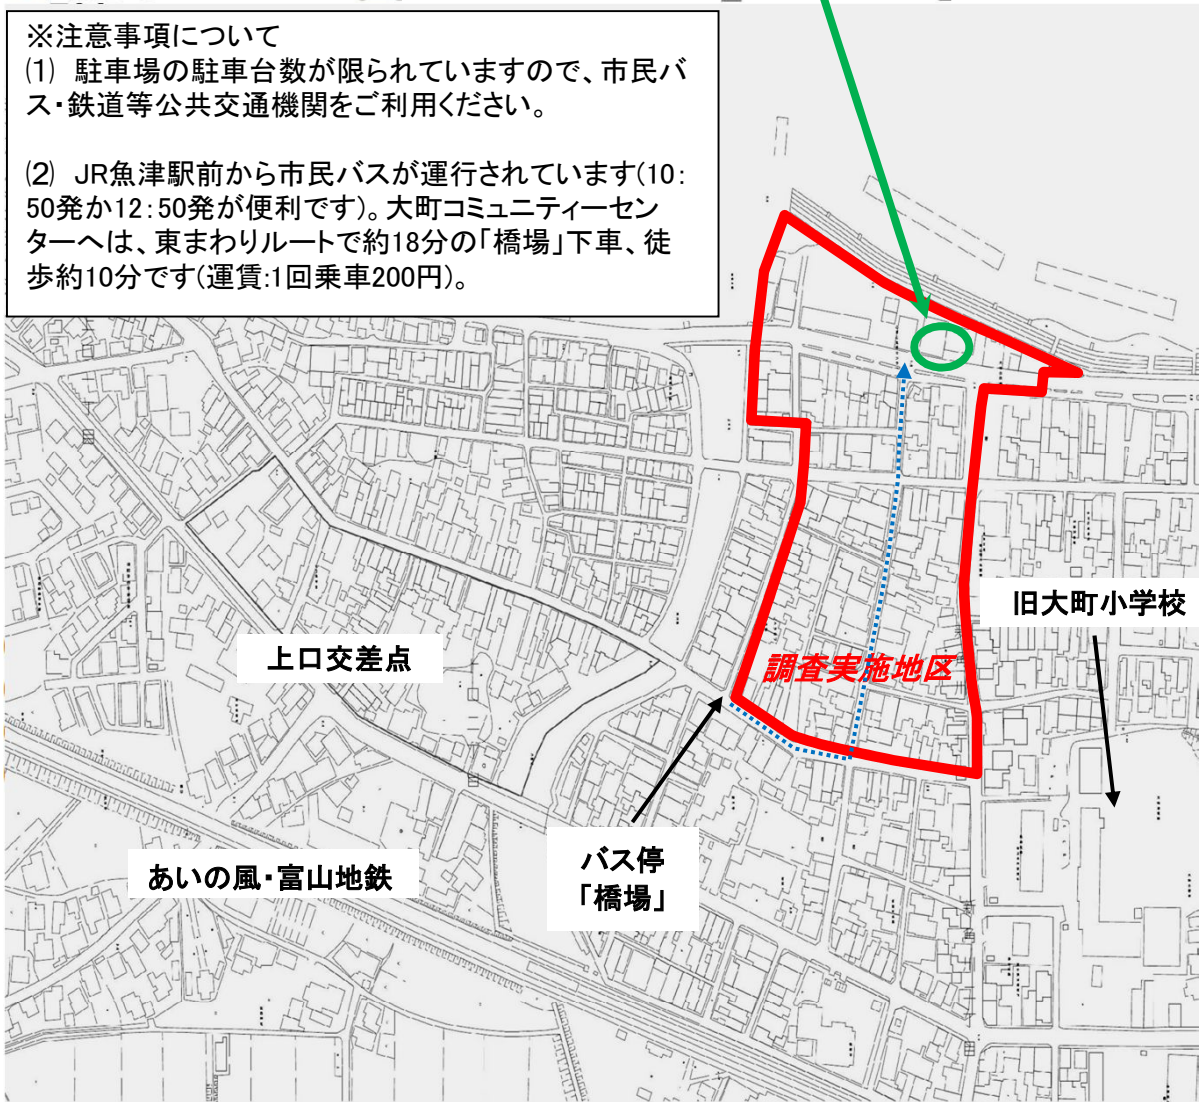 ※注意事項について
⑴ 駐車場の駐車台数が限られていますので、市民バ
ス・鉄道等公共交通機関をご利用ください。
⑵ JR魚津駅前から市民バスが運行されています(10:
50発か12:50発が便利です)。大町コミュニティーセン
ターへは、東まわりルートで約18分の「橋場」下車、徒
歩約10分です(運賃:1回乗車200円)。
旧大町小学校
上口交差点
調査実施地区
バス停
「橋場」
あいの風・富山地鉄